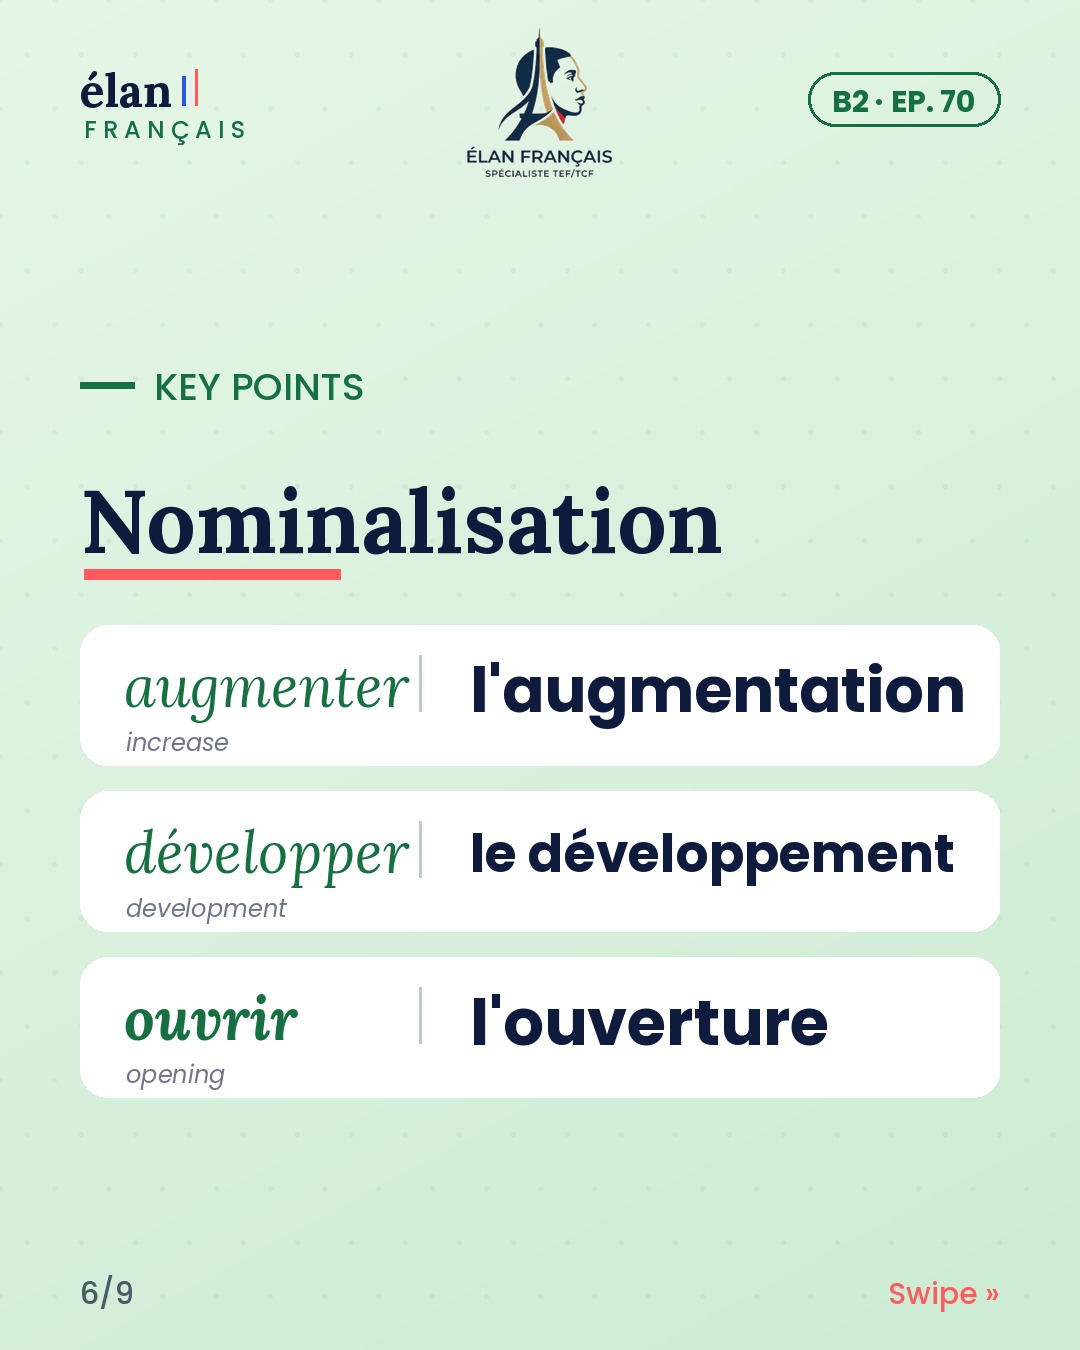 élan
FRANÇAIS
ÉLAN FRANÇAIS
SPÉCIALISTE TEF/TCF
B2 · EP. 70
KEY POINTS
Nominalisation
augmenter
l'augmentation
increase
développer
le développement
development
ouvrir
l'ouverture
opening
6/9
Swipe »